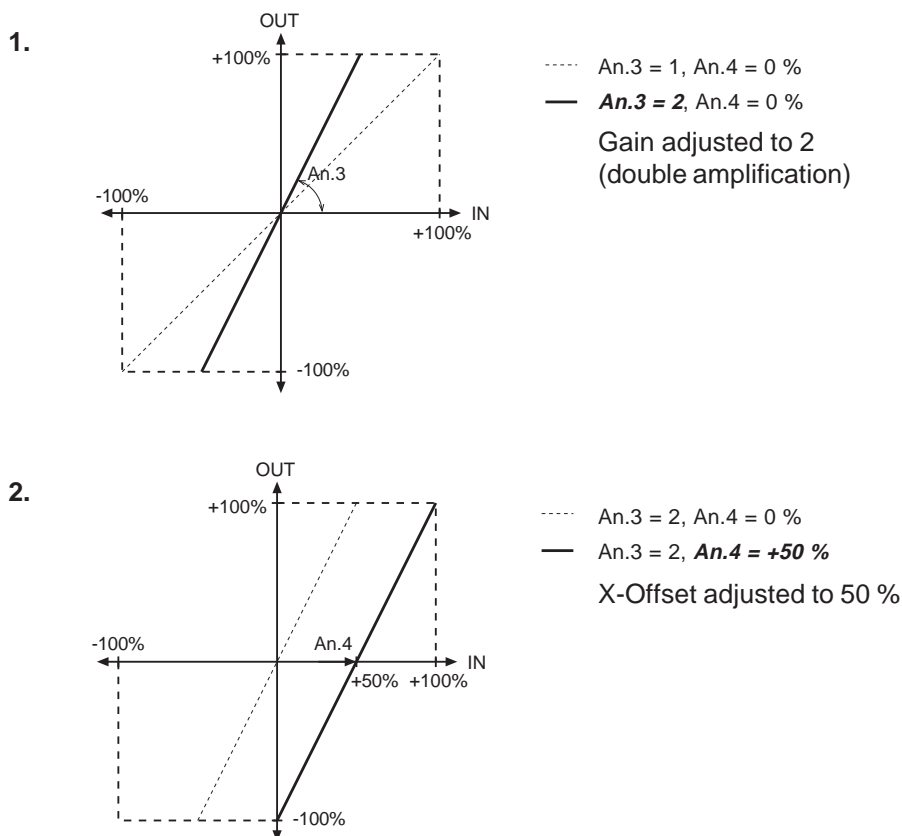 1.
OUT
+100%
An.3
-100%
IN
+100%
-100%
An.3 = 1, An.4 = 0 %
An.3 = 2, An.4 = 0 %
Gain adjusted to 2
(double amplification)
2.
OUT
+100%
-100%
An.4
IN
+50%
+100%
-100%
An.3 = 2, An.4 = 0 %
An.3 = 2, An.4 = +50 %
X-Offset adjusted to 50 %